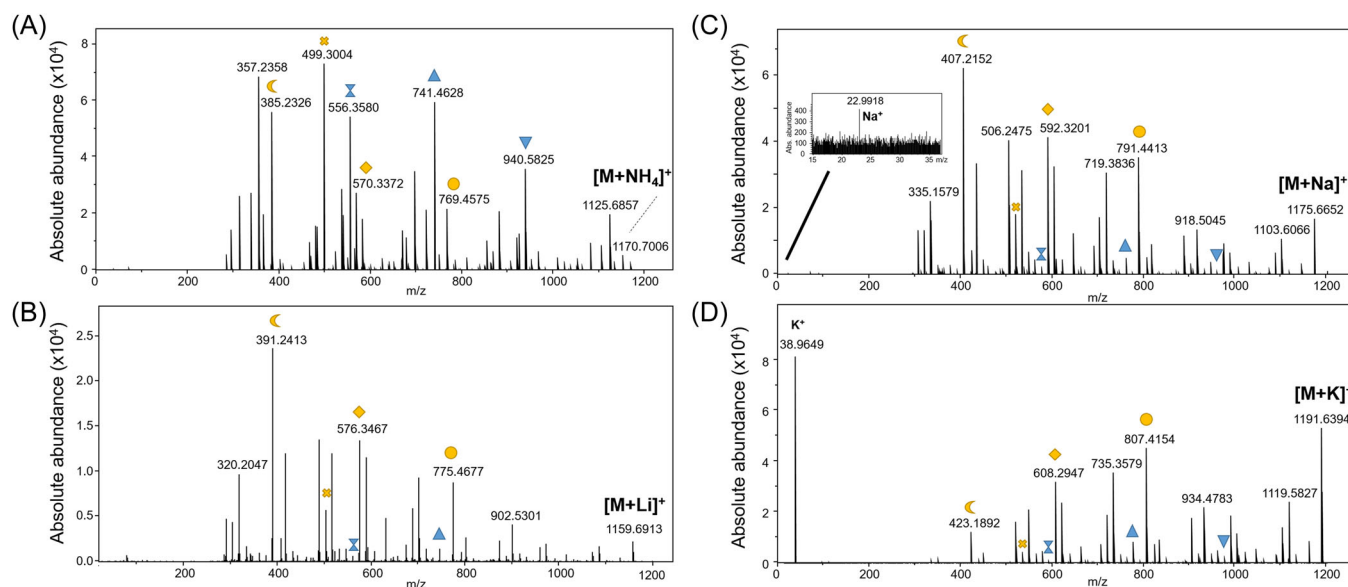 (A)
Absolute abundance (x10⁴)
8
6
4
2
0
357.2358
385.2326
499.3004
556.3580
570.3372
741.4628
769.4575
940.5825
[M+NH₄]⁺
1125.6857
1170.7006
0 200 400 600 800 1000 1200
m/z
(B)
Absolute abundance (x10⁴)
2.5
2.0
1.5
1.0
0.5
0.0
391.2413
320.2047
576.3467
775.4677
902.5301
[M+Li]⁺
1159.6913
200 400 600 800 1000 1200
m/z
(C)
Absolute abundance (x10⁴)
6
4
2
0
407.2152
Abs. abundance
400
300
200
100
0
22.9918
Na⁺
15 20 25 30 35 m/z
335.1579
506.2475
592.3201
719.3836
791.4413
918.5045
[M+Na]⁺
1175.6652
1103.6066
0 200 400 600 800 1000 1200
m/z
(D)
Absolute abundance (x10⁴)
8
6
4
2
0
K⁺
38.9649
423.1892
608.2947
735.3579
807.4154
934.4783
1119.5827
[M+K]⁺
1191.6394
0 200 400 600 800 1000 1200
m/z